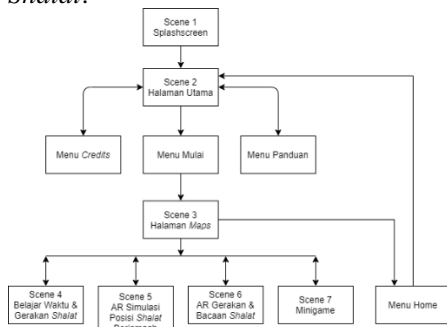 Shalat.
Scene 1
Splashscreen
Scene 2
Halaman Utama
Menu Credits
Menu Mulai
Menu Panduan
Scene 3
Halaman Maps
Scene 4
Belajar Waktu &
Gerakan Shalat
Scene 5
AR Simulasi
Posisi Shalat
Berjamaah
Scene 6
AR Gerakan &
Bacaan Shalat
Scene 7
Minigame
Menu Home